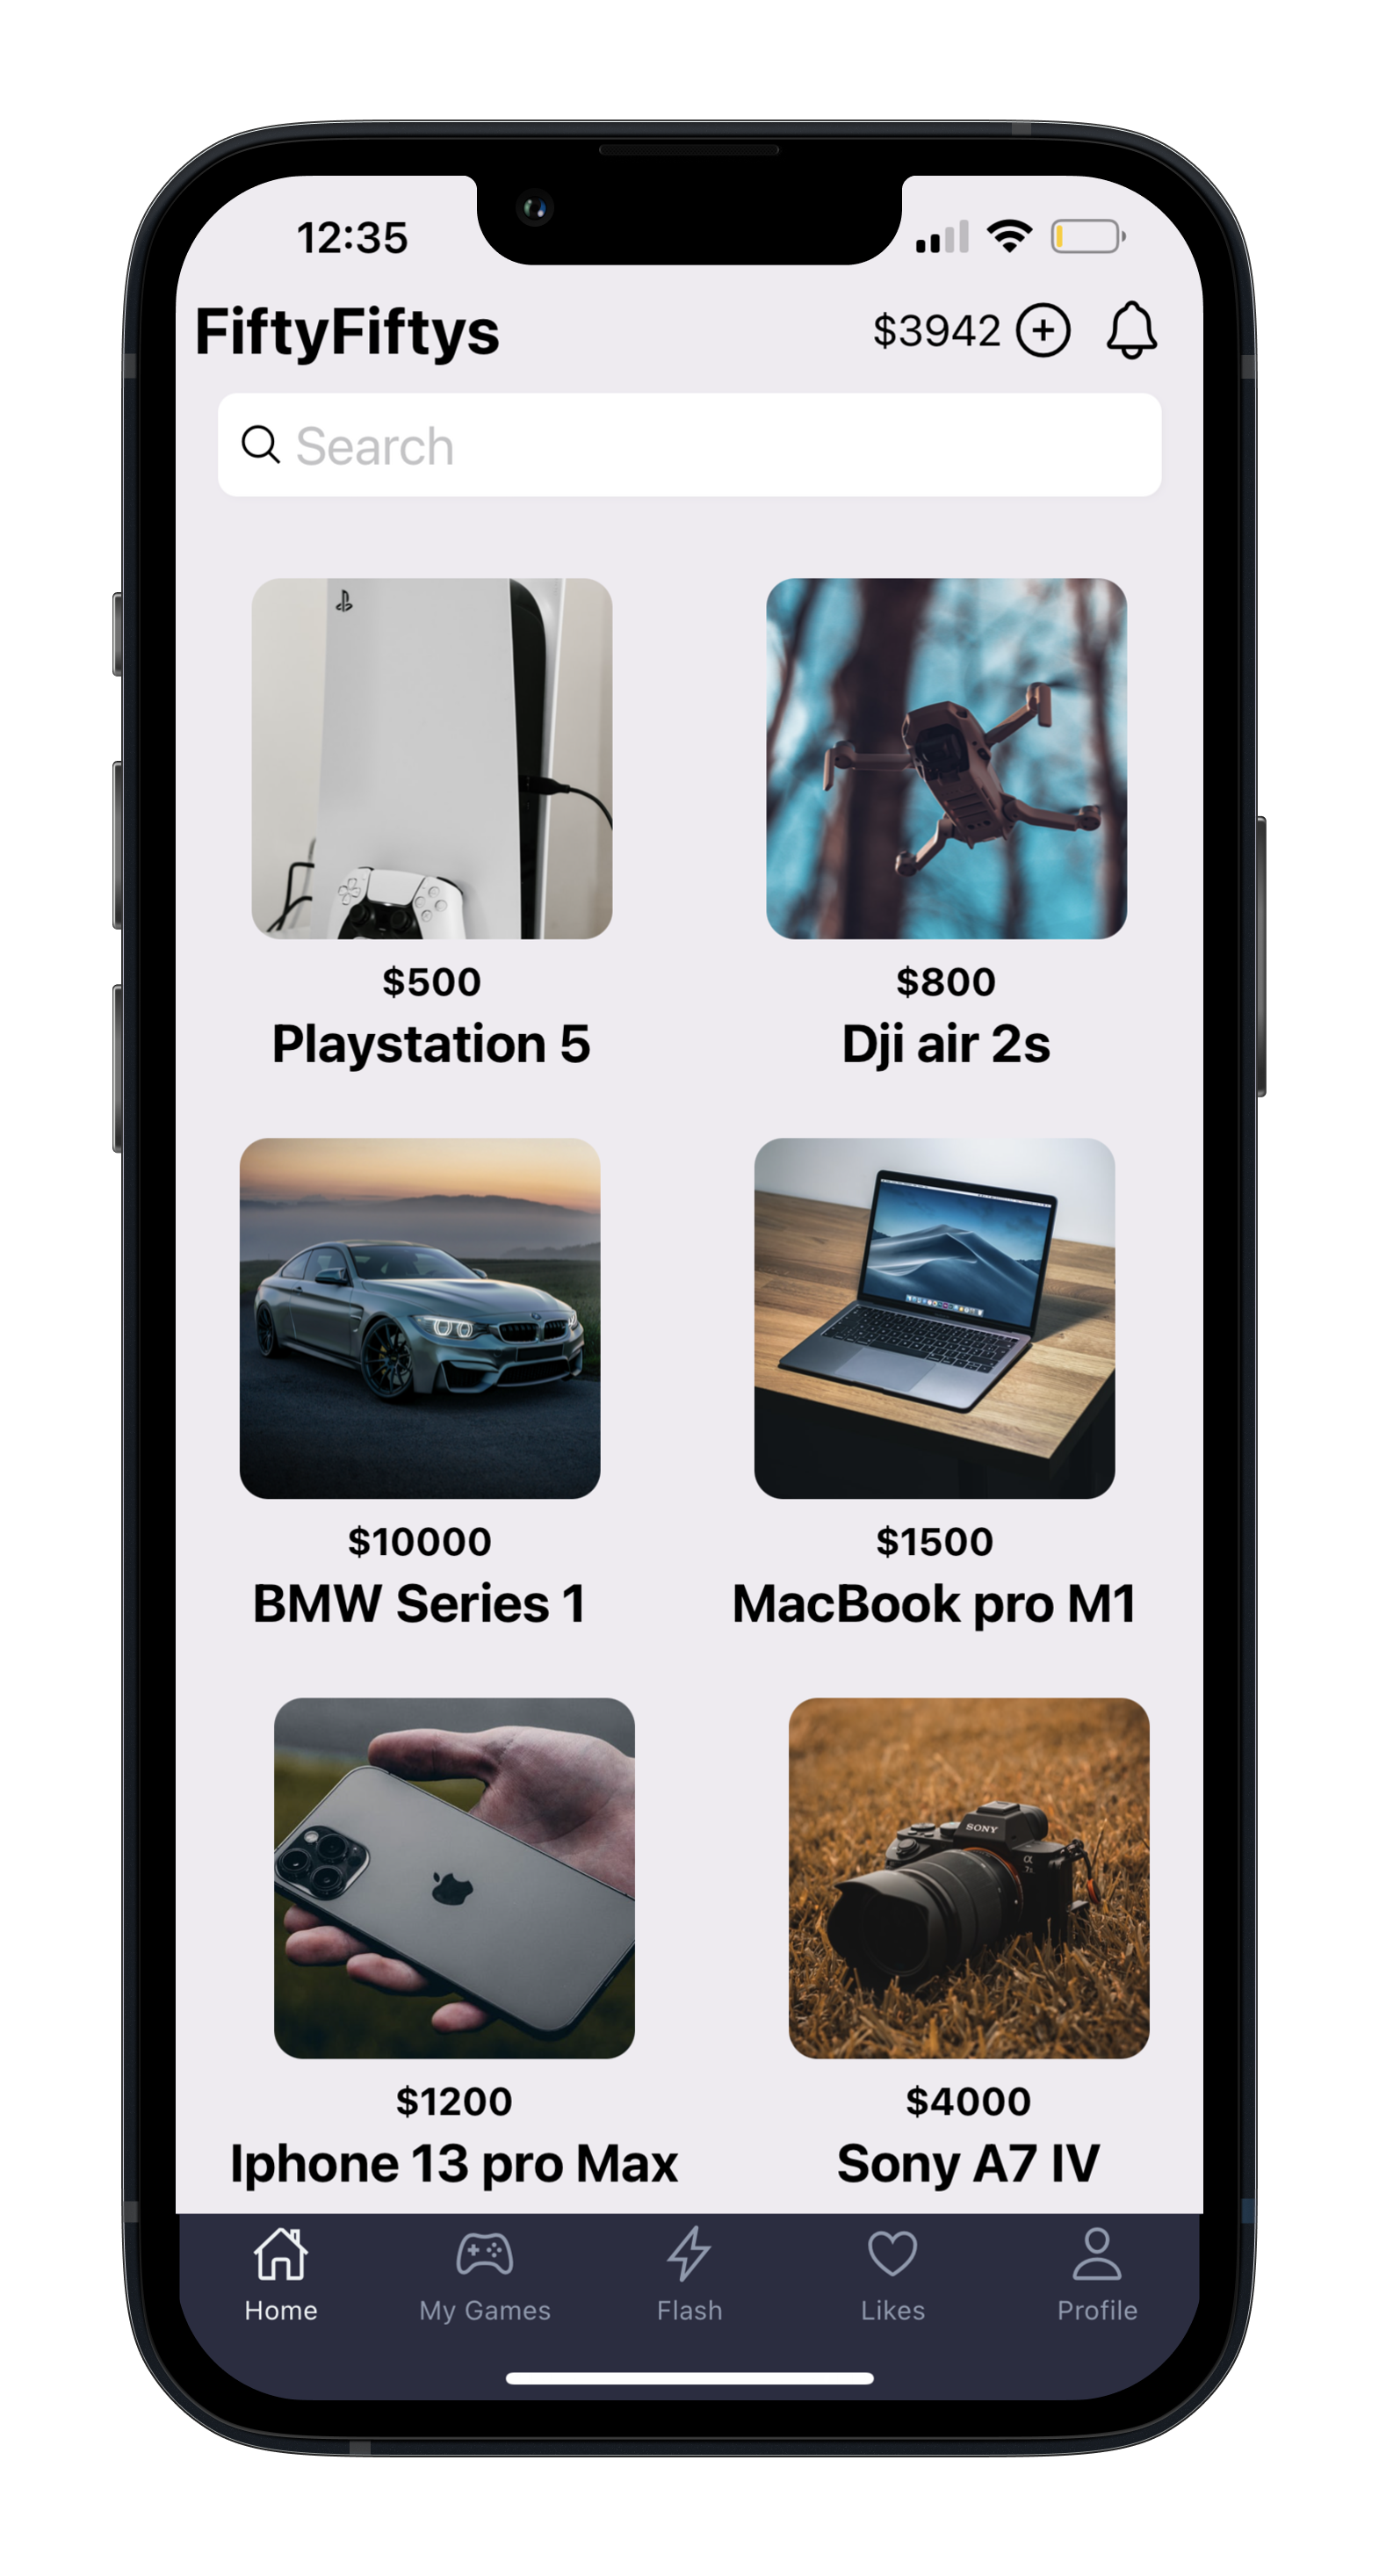 12:35
FiftyFiftys
$3942
Search
$500
$800
Playstation 5
Dji air 2s
$10000
$1500
BMW Series 1
MacBook pro M1
SONY
$1200
$4000
Iphone 13 pro Max
Sony A7 IV
Home
My Games
Flash
Likes
Profile